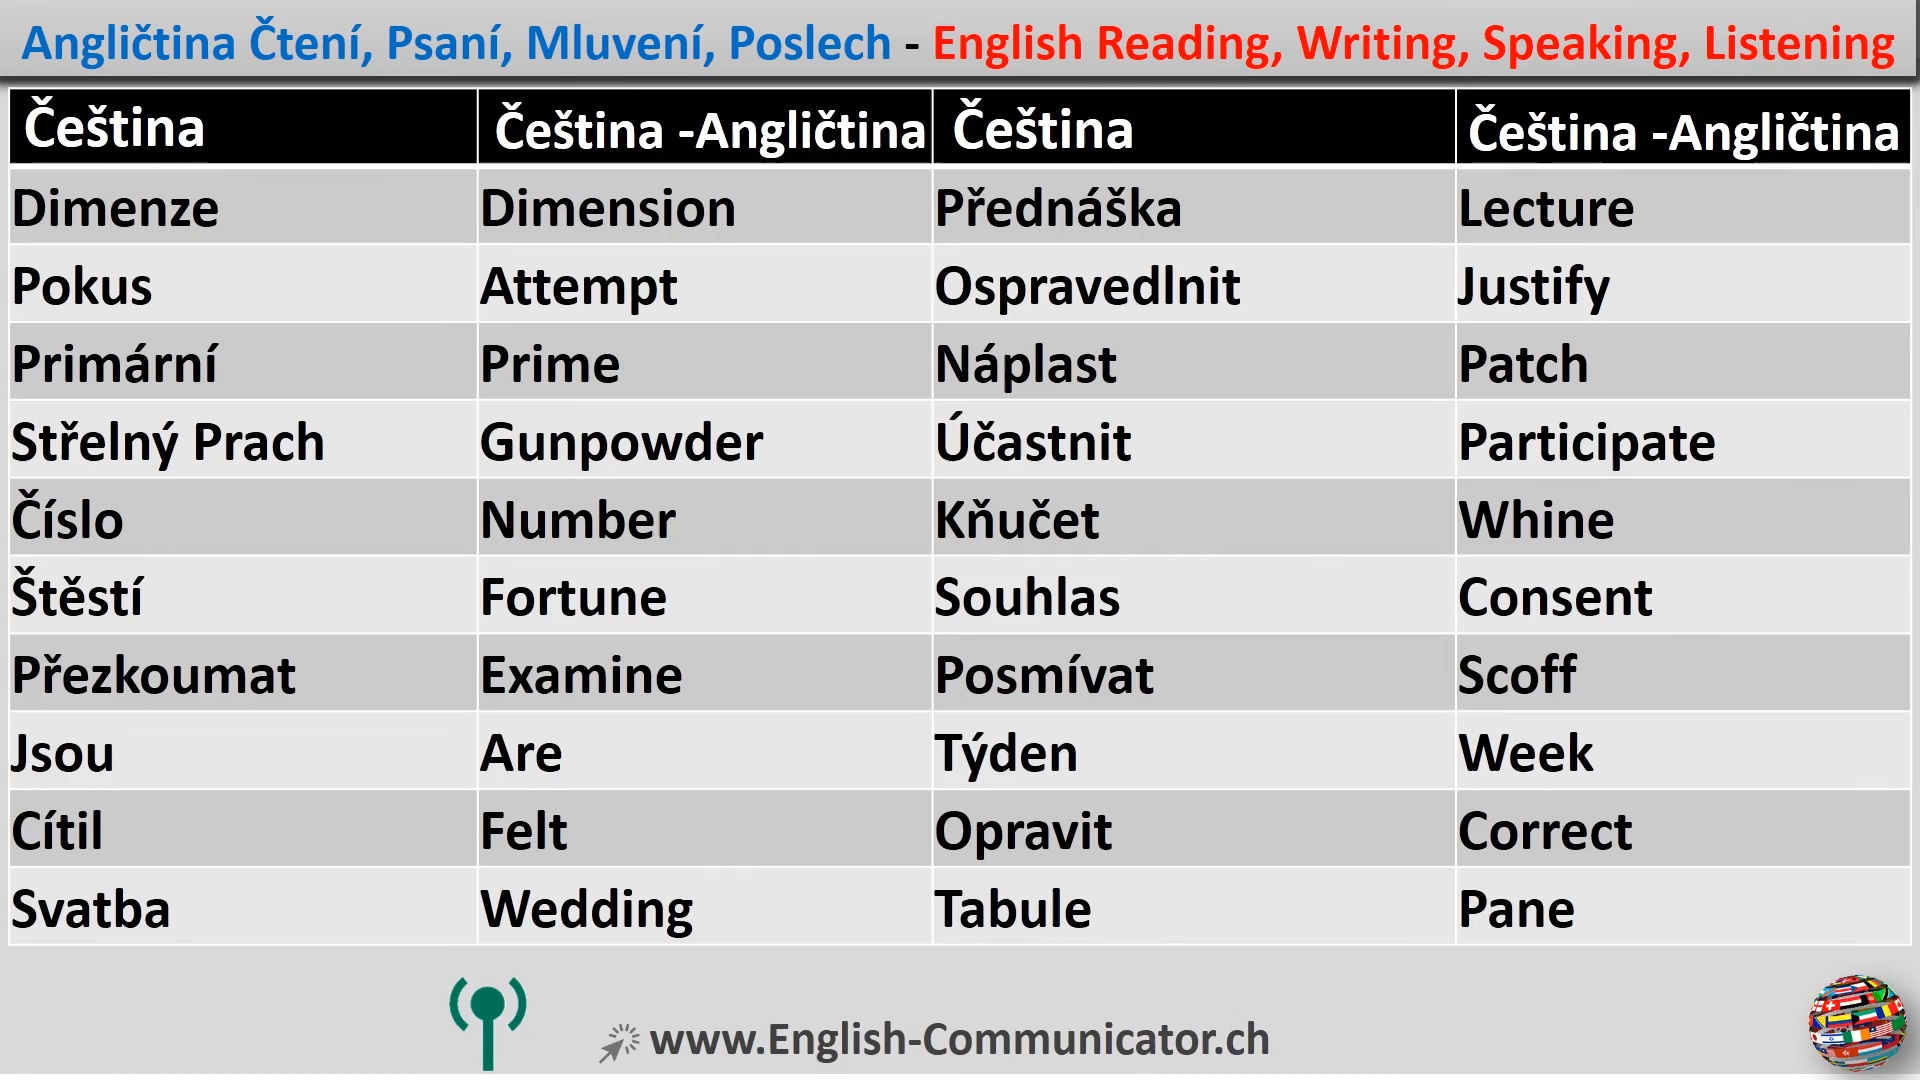 Angličtina Čtení, Psaní, Mluvení, Poslech - English Reading, Writing, Speaking, Listening
Čeština Čeština -Angličtina Čeština Čeština -Angličtina
Dimenze Dimension Přednáška Lecture
Pokus Attempt Ospravedlnit Justify
Primární Prime Náplast Patch
Střelný Prach Gunpowder Účastnit Participate
Číslo Number Kňučet Whine
Štěstí Fortune Souhlas Consent
Přezkoumat Examine Posmívat Scoff
Jsou Are Týden Week
Cítil Felt Opravit Correct
Svatba Wedding Tabule Pane
www.English-Communicator.ch